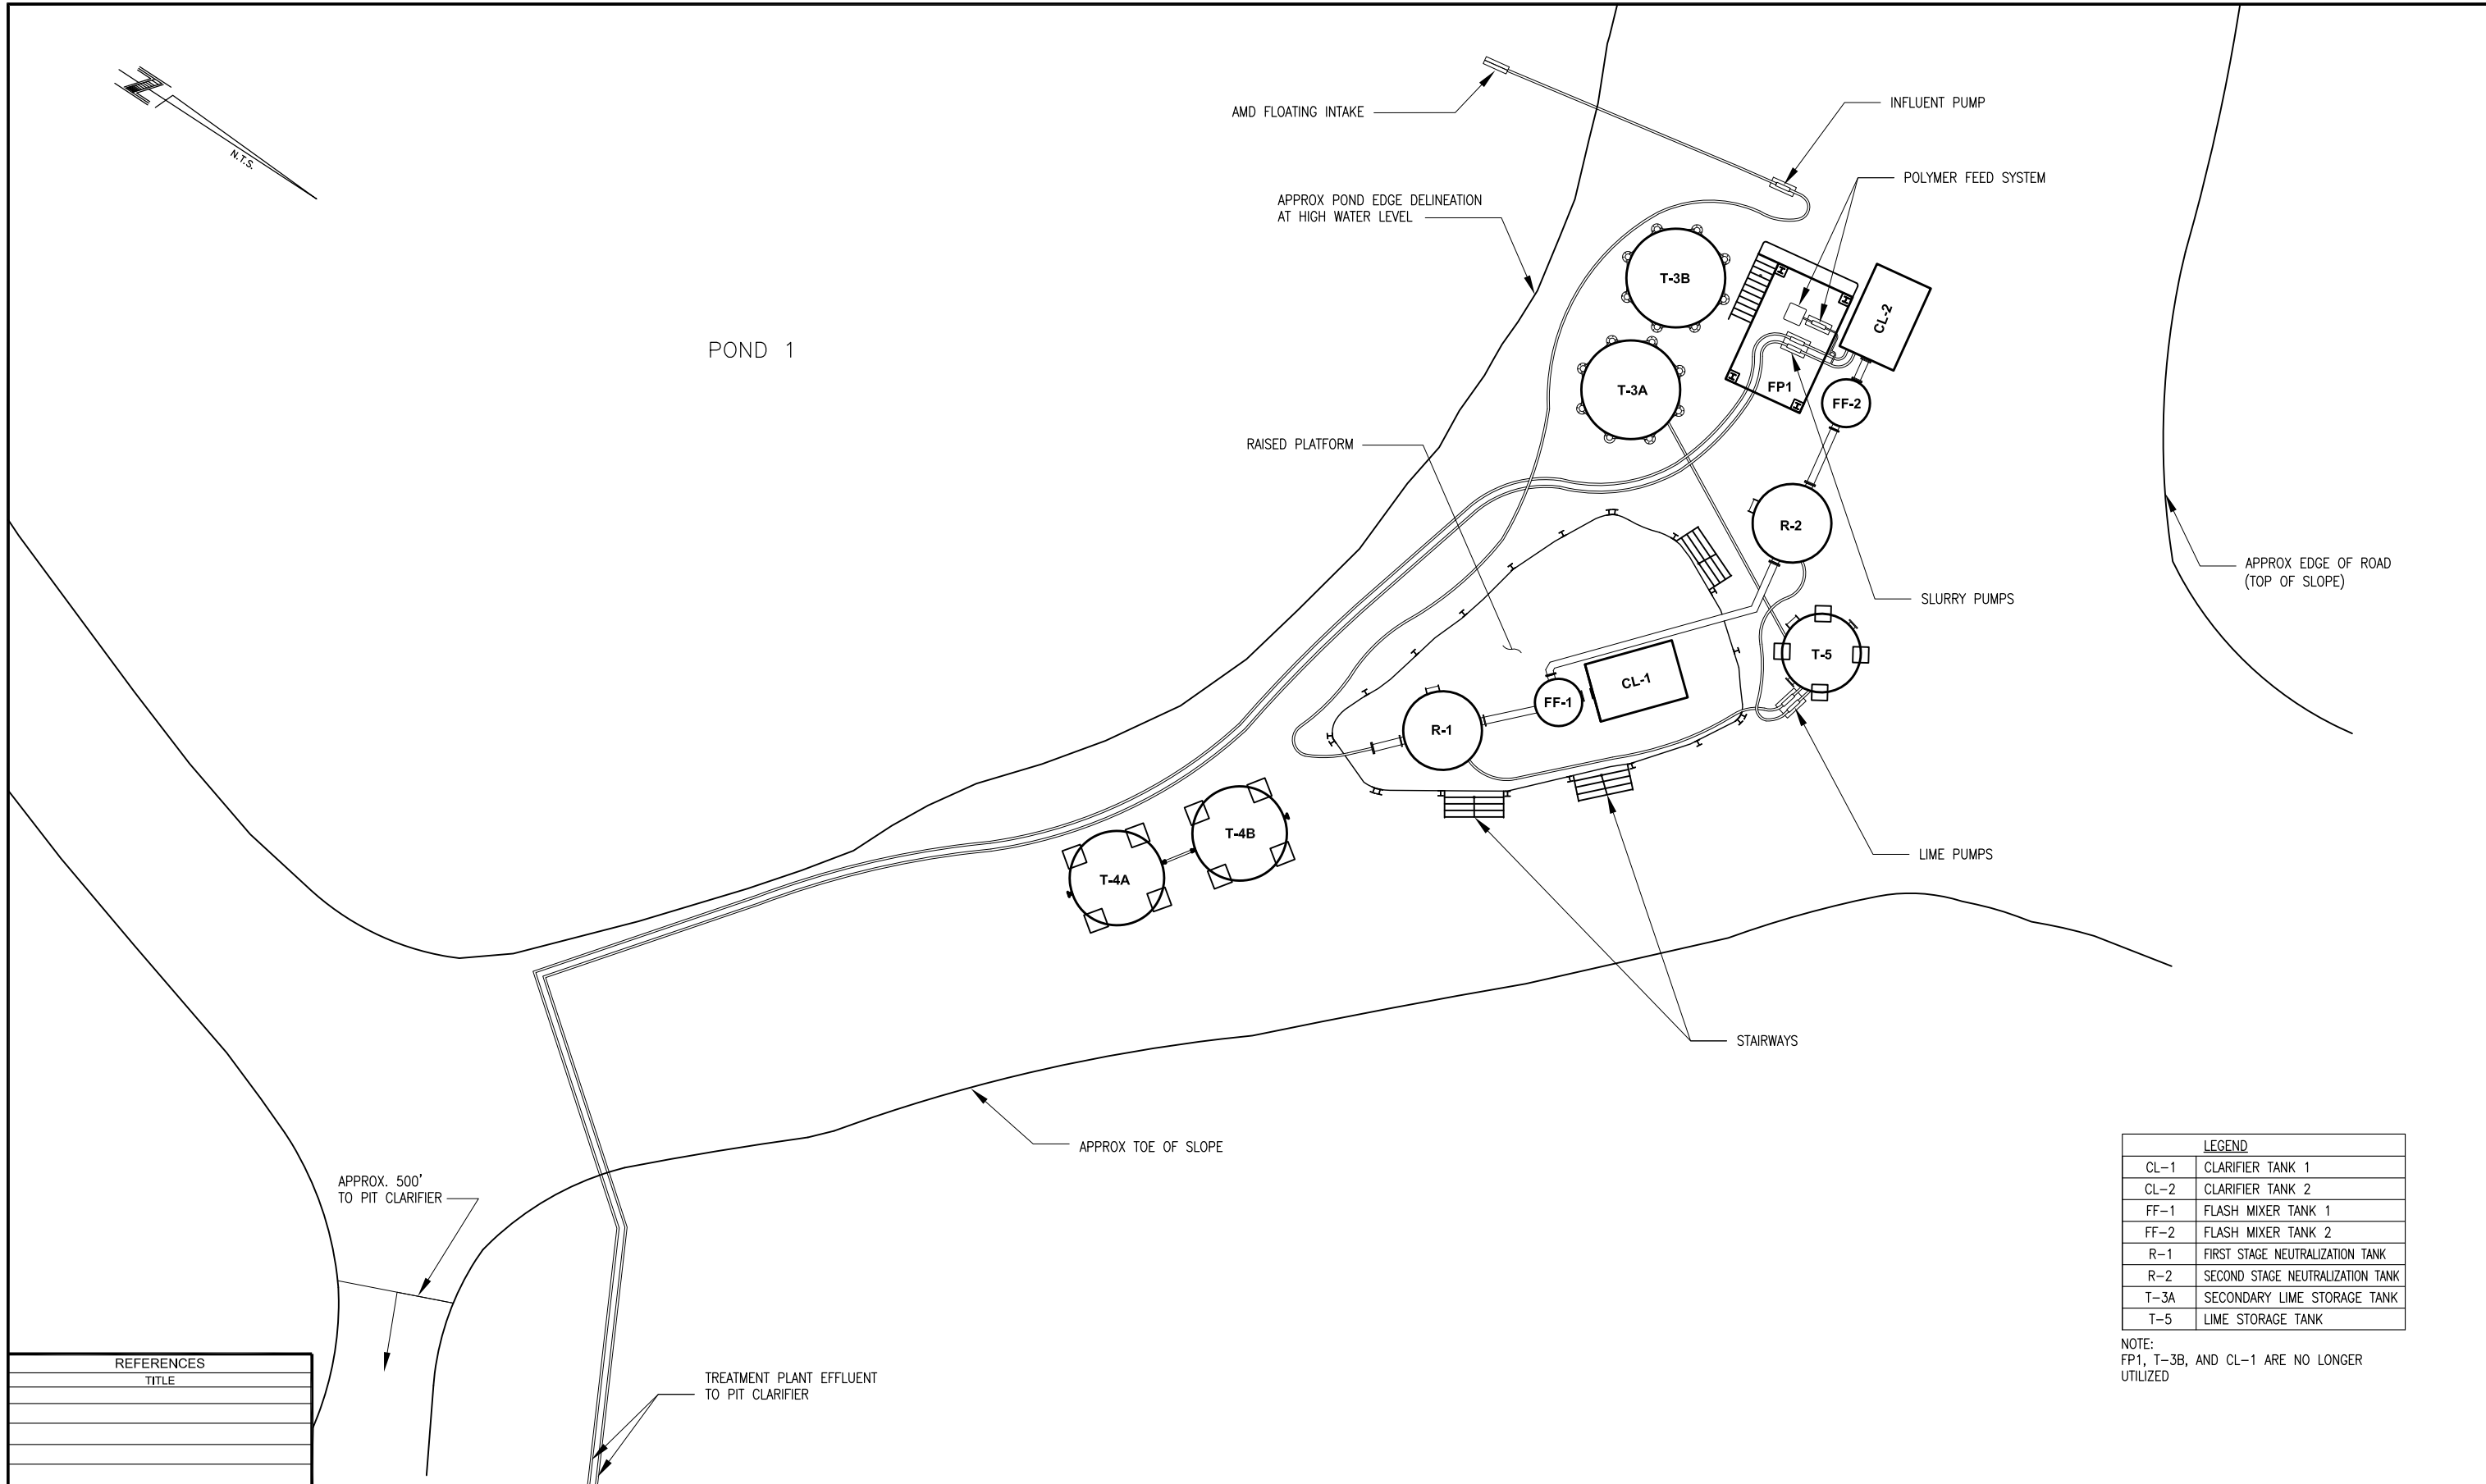 N
N.T.S.
AMD FLOATING INTAKE
INFLUENT PUMP
POLYMER FEED SYSTEM
APPROX POND EDGE DELINEATION
AT HIGH WATER LEVEL
T-3B
CL-2
POND 1
T-3A
FP1
FF-2
RAISED PLATFORM
R-2
APPROX EDGE OF ROAD
(TOP OF SLOPE)
SLURRY PUMPS
T-5
CL-1
FF-1
R-1
T-4B
LIME PUMPS
T-4A
STAIRWAYS
APPROX TOE OF SLOPE
APPROX. 500'
TO PIT CLARIFIER
TREATMENT PLANT EFFLUENT
TO PIT CLARIFIER
REFERENCES
TITLE
LEGEND
CL-1 CLARIFIER TANK 1
CL-2 CLARIFIER TANK 2
FF-1 FLASH MIXER TANK 1
FF-2 FLASH MIXER TANK 2
R-1 FIRST STAGE NEUTRALIZATION TANK
R-2 SECOND STAGE NEUTRALIZATION TANK
T-3A SECONDARY LIME STORAGE TANK
T-5 LIME STORAGE TANK
NOTE:
FP1, T-3B, AND CL-1 ARE NO LONGER
UTILIZED